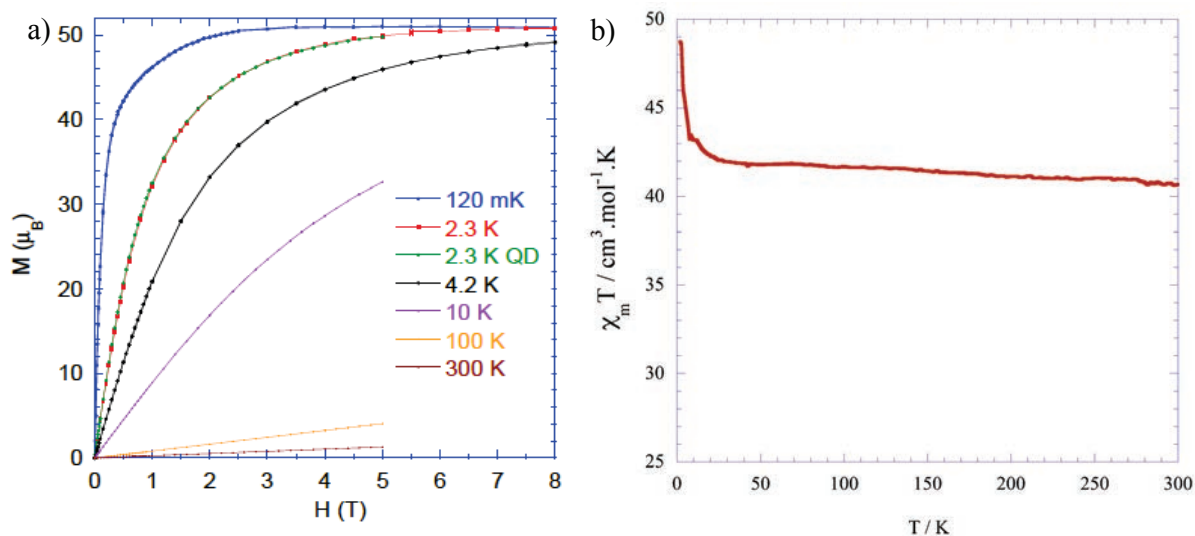 a)
50
40
30
20
10
0
M (μB)
0 1 2 3 4 5 6 7 8
H (T)
120 mK
2.3 K
2.3 K QD
4.2 K
10 K
100 K
300 K
b)
50
45
40
35
30
25
χmT / cm³.mol⁻¹.K
0 50 100 150 200 250 300
T / K